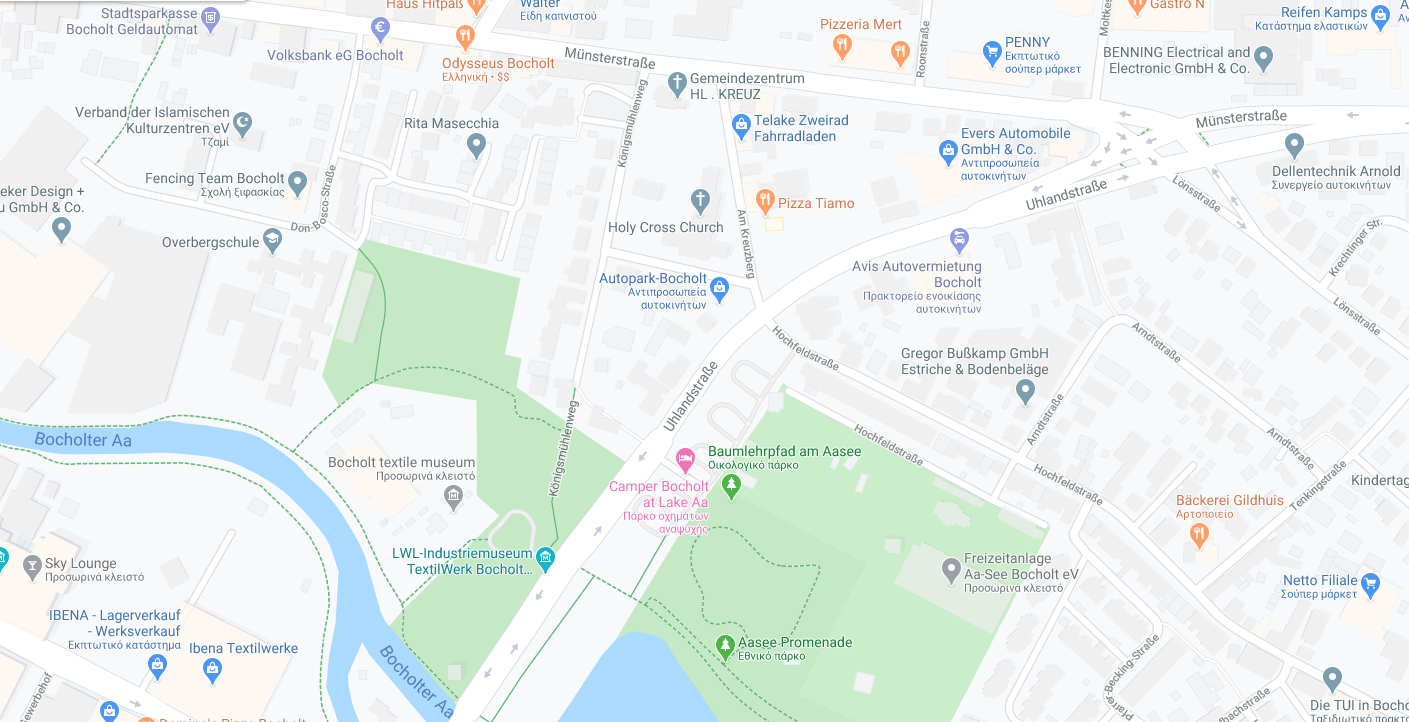 Stadtsparkasse
Bocholt Geldautomat
Volksbank eG Bocholt
Haus Hitpaß
Walter
Είδη καπνιστού
Odysseus Bocholt
Ελληνική • $$
Münsterstraße
Pizzeria Mert
Roonstraße
PENNY
Εκπτωτικό
σούπερ μάρκετ
Gastro N
Reifen Kamps
Κατάστημα ελαστικών
BENNING Electrical and
Electronic GmbH & Co.
Gemeindezentrum
HL . KREUZ
Verband der Islamischen
Kulturzentren eV
Τζαμί
Rita Masecchia
Königsmühlenweg
Telake Zweirad
Fahrradladen
Evers Automobile
GmbH & Co.
Αντιπροσωπεία
αυτοκινήτων
Münsterstraße
Dellentechnik Arnold
Συνεργείο αυτοκινήτων
eker Design +
u GmbH & Co.
Fencing Team Bocholt
Σχολή ξιφασκίας
Don-Bosco-Straße
Overbergschule
Holy Cross Church
Pizza Tiamo
Am Kreuzberg
Uhlandstraße
Lönsstraße
Krechtinger Str.
Autopark-Bocholt
Αντιπροσωπεία
αυτοκινήτων
Avis Autovermietung
Bocholt
Πρακτορείο ενοικίασης
αυτοκινήτων
Lönsstraße
Hochfeldstraße
Arndtstraße
Gregor Bußkamp GmbH
Estriche & Bodenbeläge
Uhlandstraße
Königsmühlenweg
Arndtstraße
Hochfeldstraße
Arndtstraße
Bocholter Aa
Bocholt textile museum
Προσωρινά κλειστό
Baumlehrpfad am Aasee
Οικολογικό πάρκο
Camper Bocholt
at Lake Aa
Πάρκο οχημάτων
αναψυχής
Hochfeldstraße
Tenkingstraße
Kindertag
Bäckerei Gildhuis
Αρτοποιείο
Sky Lounge
Προσωρινά κλειστό
LWL-Industriemuseum
TextilWerk Bocholt...
Freizeitanlage
Aa-See Bocholt eV
Προσωρινά κλειστό
Netto Filiale
Σούπερ μάρκετ
IBENA - Lagerverkauf
- Werksverkauf
Εκπτωτικό κατάστημα
Ibena Textilwerke
Bocholter Aa
Aasee Promenade
Εθνικό πάρκο
Pfarrer-Becking-Straße
Die TUI in Bocho
Ταξιδιωτικό πρακτο
Domino's Pizza Bocholt